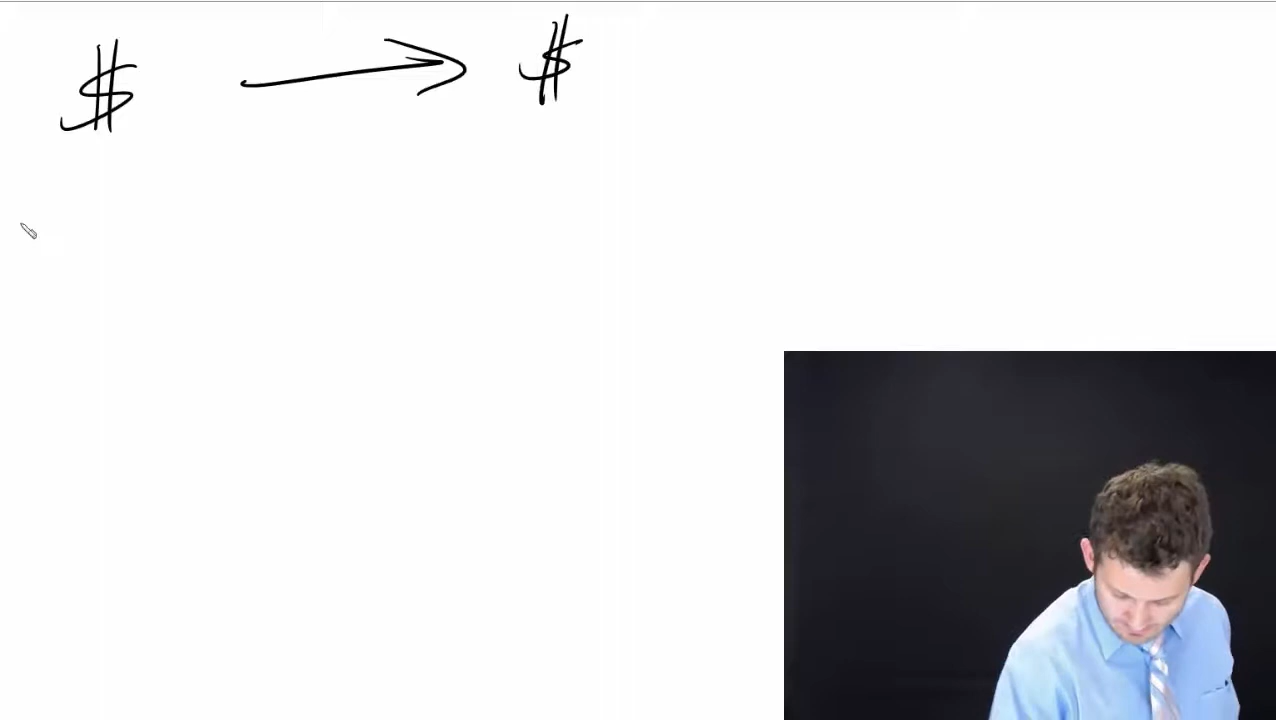 $ → $